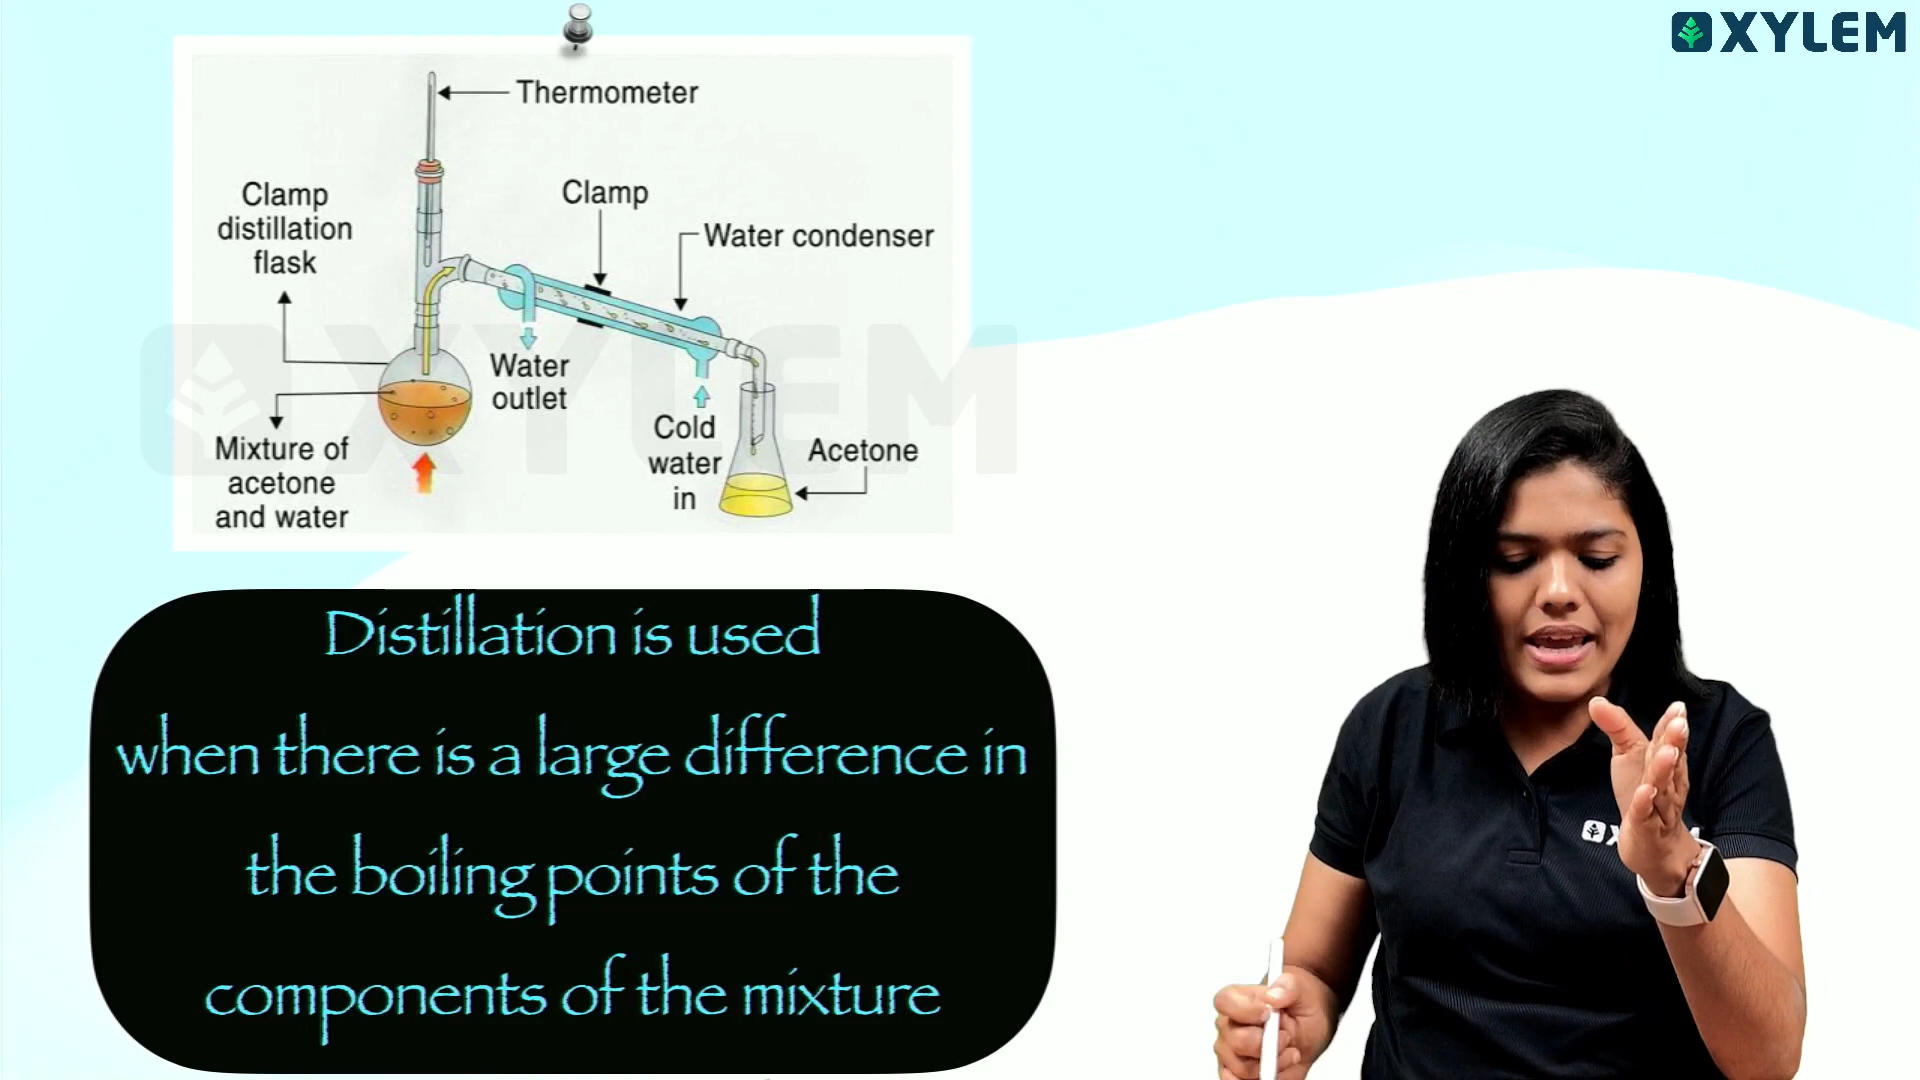 XYLEM
Thermometer
Clamp
distillation
flask
Clamp
Water condenser
Water
outlet
Cold
water
in
Acetone
Mixture of
acetone
and water
XYLEM
Distillation is used
when there is a large difference in
the boiling points of the
components of the mixture